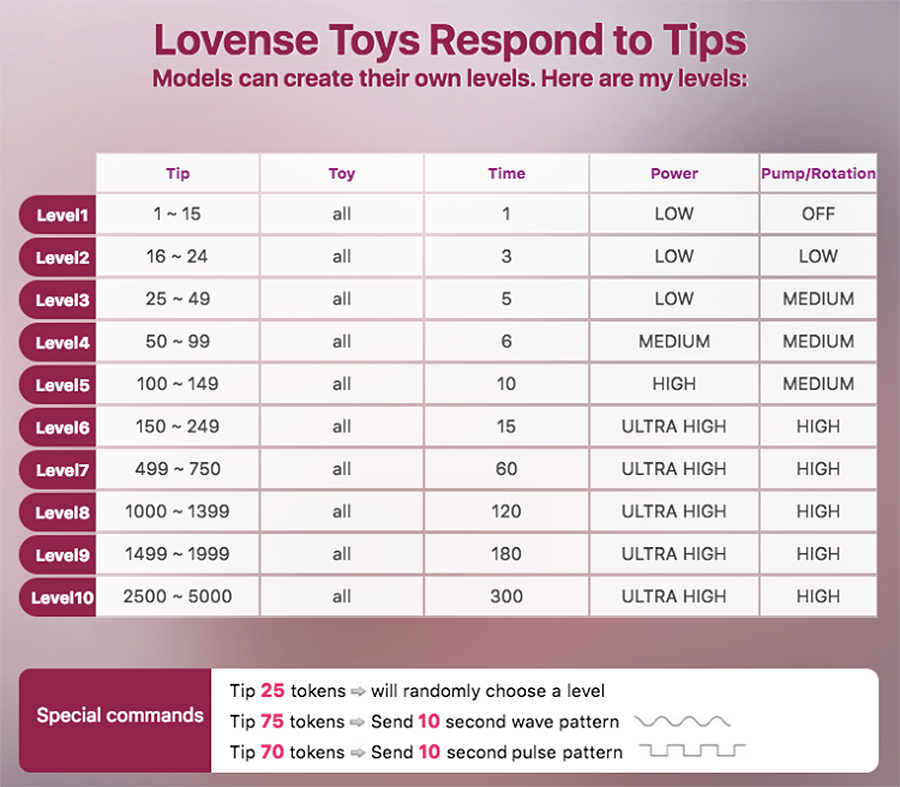 Lovense Toys Respond to Tips
Models can create their own levels. Here are my levels:
Tip Toy Time Power Pump/Rotation
Level1 1 ~ 15 all 1 LOW OFF
Level2 16 ~ 24 all 3 LOW LOW
Level3 25 ~ 49 all 5 LOW MEDIUM
Level4 50 ~ 99 all 6 MEDIUM MEDIUM
Level5 100 ~ 149 all 10 HIGH MEDIUM
Level6 150 ~ 249 all 15 ULTRA HIGH HIGH
Level7 499 ~ 750 all 60 ULTRA HIGH HIGH
Level8 1000 ~ 1399 all 120 ULTRA HIGH HIGH
Level9 1499 ~ 1999 all 180 ULTRA HIGH HIGH
Level10 2500 ~ 5000 all 300 ULTRA HIGH HIGH
Special commands
Tip 25 tokens ⇨ will randomly choose a level
Tip 75 tokens ⇨ Send 10 second wave pattern
Tip 70 tokens ⇨ Send 10 second pulse pattern